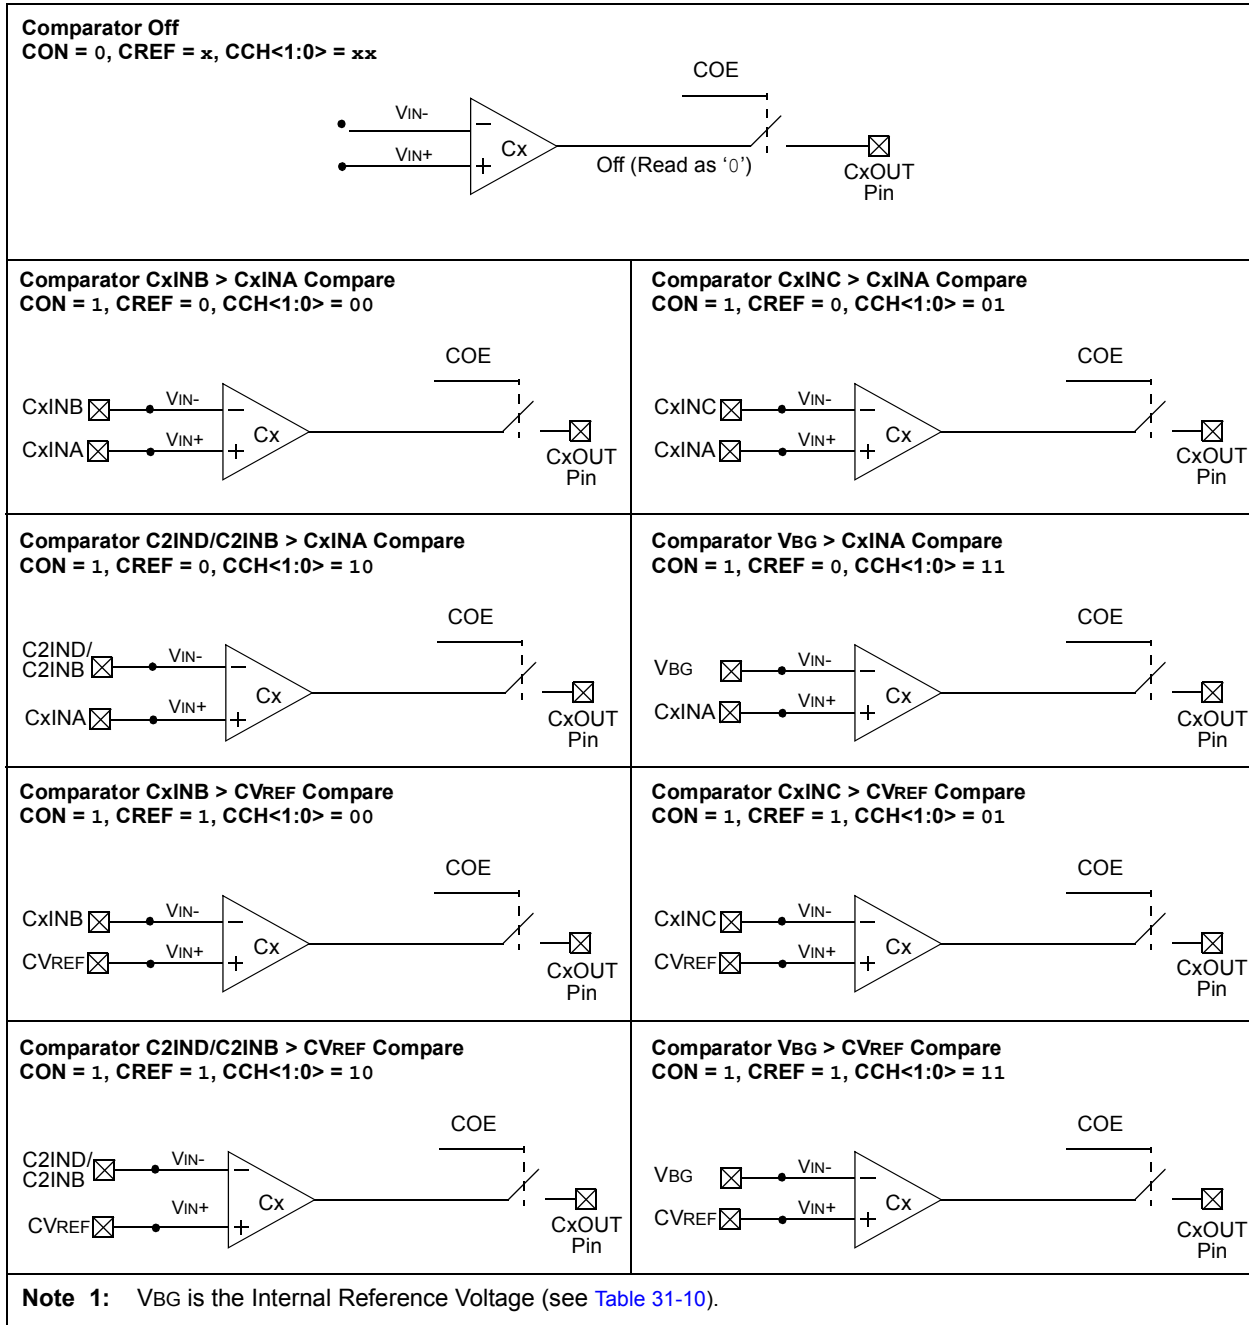 Comparator Off
CON = 0, CREF = x, CCH<1:0> = xx
COE
VIN-
VIN+
Cx
Off (Read as ‘0’)
CxOUT
Pin
Comparator CxINB > CxINA Compare
CON = 1, CREF = 0, CCH<1:0> = 00
COE
CxINB
VIN-
CxINA
VIN+
Cx
CxOUT
Pin
Comparator CxINC > CxINA Compare
CON = 1, CREF = 0, CCH<1:0> = 01
COE
CxINC
VIN-
CxINA
VIN+
Cx
CxOUT
Pin
Comparator C2IND/C2INB > CxINA Compare
CON = 1, CREF = 0, CCH<1:0> = 10
COE
C2IND/
C2INB
VIN-
CxINA
VIN+
Cx
CxOUT
Pin
Comparator VBG > CxINA Compare
CON = 1, CREF = 0, CCH<1:0> = 11
COE
VBG
VIN-
CxINA
VIN+
Cx
CxOUT
Pin
Comparator CxINB > CVREF Compare
CON = 1, CREF = 1, CCH<1:0> = 00
COE
CxINB
VIN-
CVREF
VIN+
Cx
CxOUT
Pin
Comparator CxINC > CVREF Compare
CON = 1, CREF = 1, CCH<1:0> = 01
COE
CxINC
VIN-
CVREF
VIN+
Cx
CxOUT
Pin
Comparator C2IND/C2INB > CVREF Compare
CON = 1, CREF = 1, CCH<1:0> = 10
COE
C2IND/
C2INB
VIN-
CVREF
VIN+
Cx
CxOUT
Pin
Comparator VBG > CVREF Compare
CON = 1, CREF = 1, CCH<1:0> = 11
COE
VBG
VIN-
CVREF
VIN+
Cx
CxOUT
Pin
Note 1: VBG is the Internal Reference Voltage (see Table 31-10).